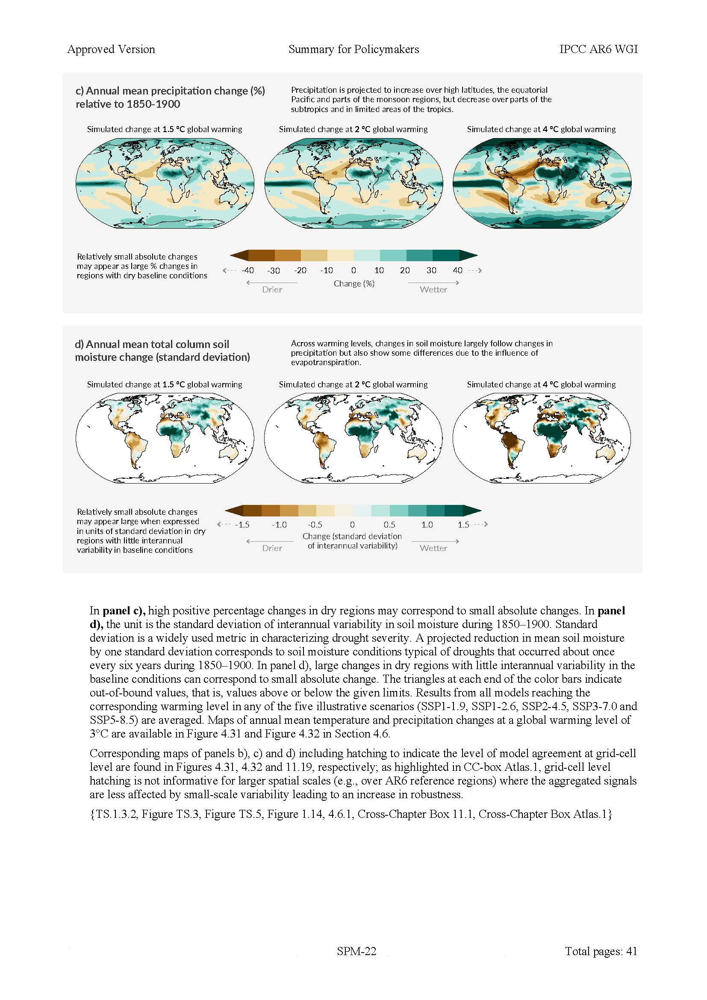 Approved Version Summary for Policymakers IPCC AR6 WGI
c) Annual mean precipitation change (%)
relative to 1850-1900
Precipitation is projected to increase over high latitudes, the equatorial
Pacific and parts of the monsoon regions, but decrease over parts of the
subtropics and in limited areas of the tropics.
Simulated change at 1.5 °C global warming
Simulated change at 2 °C global warming
Simulated change at 4 °C global warming
Relatively small absolute changes
may appear as large % changes in
regions with dry baseline conditions
-40 -30 -20 -10 0 10 20 30 40
Change (%)
Drier
Wetter
d) Annual mean total column soil
moisture change (standard deviation)
Across warming levels, changes in soil moisture largely follow changes in
precipitation but also show some differences due to the influence of
evapotranspiration.
Simulated change at 1.5 °C global warming
Simulated change at 2 °C global warming
Simulated change at 4 °C global warming
Relatively small absolute changes
may appear large when expressed
in units of standard deviation in dry
regions with little interannual
variability in baseline conditions
-1.5 -1.0 -0.5 0 0.5 1.0 1.5
Change (standard deviation
of interannual variability)
Drier
Wetter
In panel c), high positive percentage changes in dry regions may correspond to small absolute changes. In panel
d), the unit is the standard deviation of interannual variability in soil moisture during 1850–1900. Standard
deviation is a widely used metric in characterizing drought severity. A projected reduction in mean soil moisture
by one standard deviation corresponds to soil moisture conditions typical of droughts that occurred about once
every six years during 1850–1900. In panel d), large changes in dry regions with little interannual variability in the
baseline conditions can correspond to small absolute change. The triangles at each end of the color bars indicate
out-of-bound values, that is, values above or below the given limits. Results from all models reaching the
corresponding warming level in any of the five illustrative scenarios (SSP1-1.9, SSP1-2.6, SSP2-4.5, SSP3-7.0 and
SSP5-8.5) are averaged. Maps of annual mean temperature and precipitation changes at a global warming level of
3°C are available in Figure 4.31 and Figure 4.32 in Section 4.6.
Corresponding maps of panels b), c) and d) including hatching to indicate the level of model agreement at grid-cell
level are found in Figures 4.31, 4.32 and 11.19, respectively; as highlighted in CC-box Atlas.1, grid-cell level
hatching is not informative for larger spatial scales (e.g., over AR6 reference regions) where the aggregated signals
are less affected by small-scale variability leading to an increase in robustness.
{TS.1.3.2, Figure TS.3, Figure TS.5, Figure 1.14, 4.6.1, Cross-Chapter Box 11.1, Cross-Chapter Box Atlas.1}
SPM-22 Total pages: 41